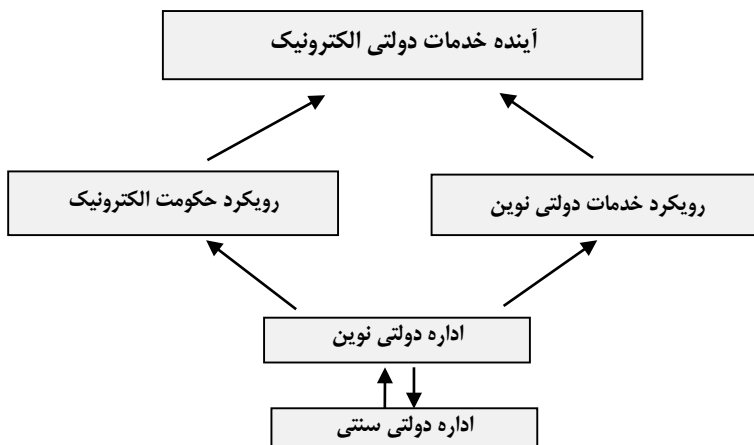 آینده خدمات دولتی الکترونیک
رویکرد خدمات دولتی نوین
رویکرد حکومت الکترونیک
اداره دولتی نوین
اداره دولتی سنتی